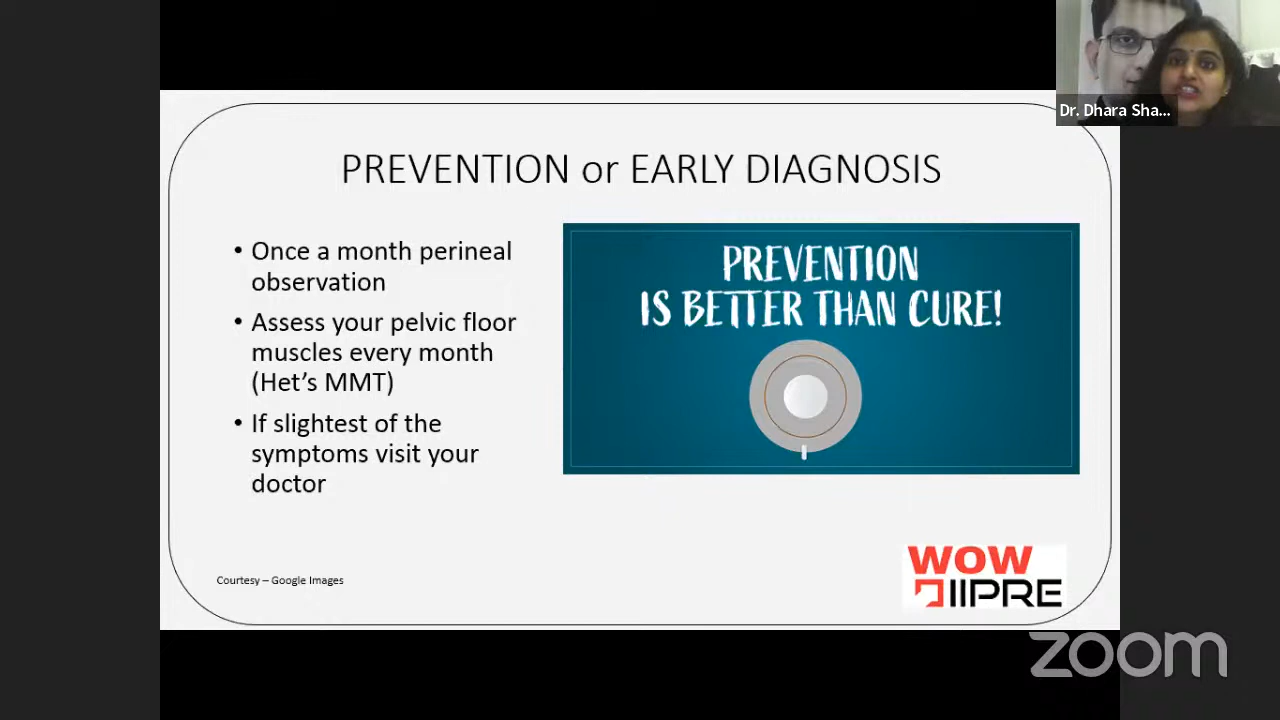 Dr. Dhara Sha...
PREVENTION or EARLY DIAGNOSIS
• Once a month perineal
observation
• Assess your pelvic floor
muscles every month
(Het's MMT)
• If slightest of the
symptoms visit your
doctor
PREVENTION
IS BETTER THAN CURE!
Courtesy – Google Images
WOW
IIPRE
zoom